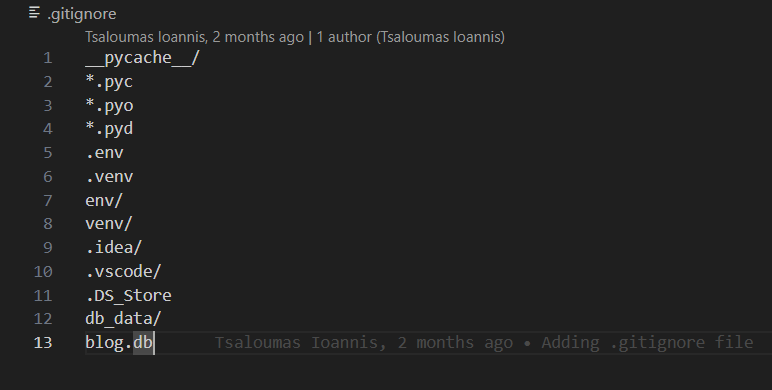 .gitignore
Tsaloumas Ioannis, 2 months ago | 1 author (Tsaloumas Ioannis)
1 __pycache__/
2 *.pyc
3 *.pyo
4 *.pyd
5 .env
6 .venv
7 env/
8 venv/
9 .idea/
10 .vscode/
11 .DS_Store
12 db_data/
13 blog.db Tsaloumas Ioannis, 2 months ago • Adding .gitignore file